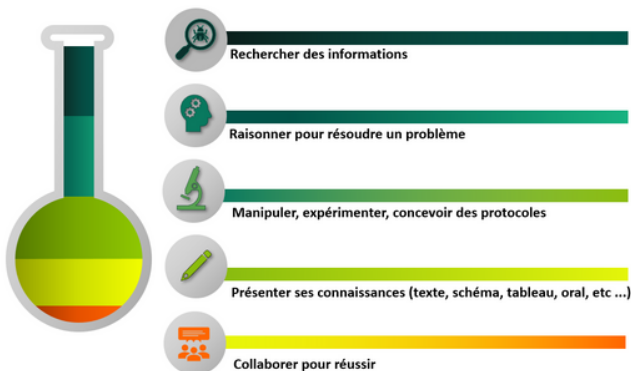 Rechercher des informations
Raisonner pour résoudre un problème
Manipuler, expérimenter, concevoir des protocoles
Présenter ses connaissances (texte, schéma, tableau, oral, etc ...)
Collaborer pour réussir